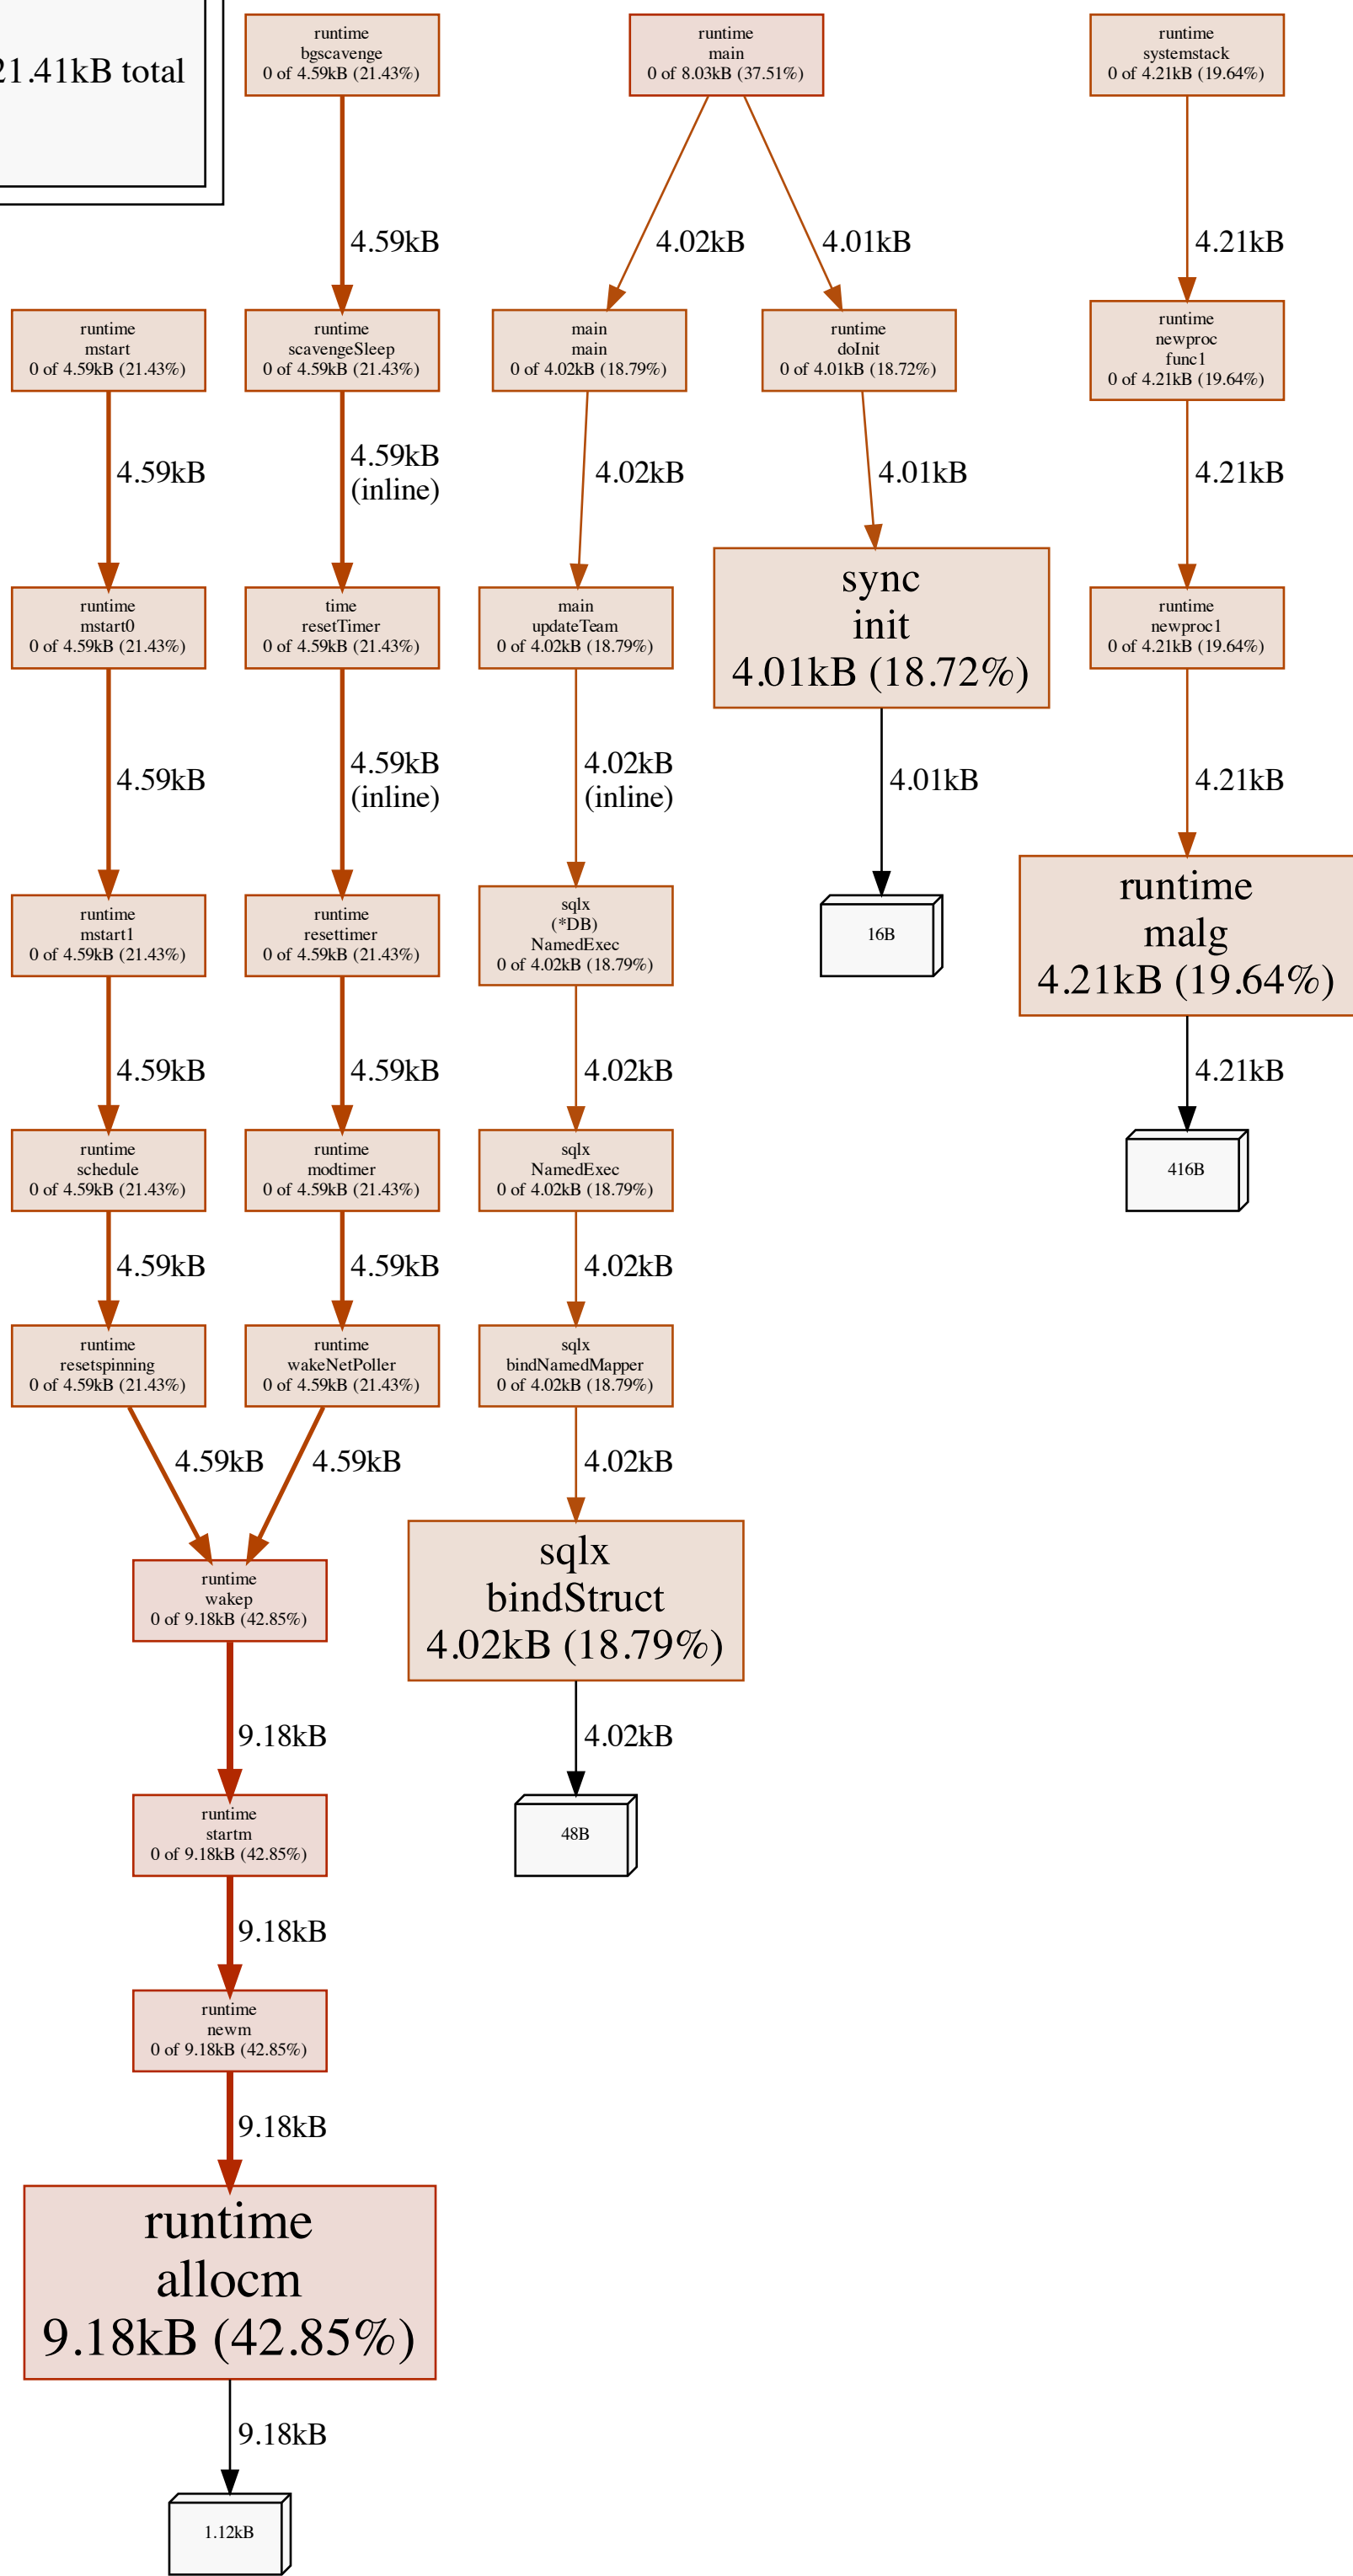 21.41kB total
runtime
bgscavenge
0 of 4.59kB (21.43%)
runtime
main
0 of 8.03kB (37.51%)
runtime
systemstack
0 of 4.21kB (19.64%)
4.59kB
4.02kB
4.01kB
4.21kB
runtime
mstart
0 of 4.59kB (21.43%)
runtime
scavengeSleep
0 of 4.59kB (21.43%)
main
main
0 of 4.02kB (18.79%)
runtime
doInit
0 of 4.01kB (18.72%)
runtime
newproc
func1
0 of 4.21kB (19.64%)
4.59kB
4.59kB
(inline)
4.02kB
4.01kB
4.21kB
runtime
mstart0
0 of 4.59kB (21.43%)
time
resetTimer
0 of 4.59kB (21.43%)
main
updateTeam
0 of 4.02kB (18.79%)
sync
init
4.01kB (18.72%)
runtime
newproc1
0 of 4.21kB (19.64%)
4.59kB
4.59kB
(inline)
4.02kB
(inline)
4.01kB
4.21kB
runtime
mstart1
0 of 4.59kB (21.43%)
runtime
resettimer
0 of 4.59kB (21.43%)
sqlx
(*DB)
NamedExec
0 of 4.02kB (18.79%)
16B
runtime
malg
4.21kB (19.64%)
4.59kB
4.59kB
4.02kB
4.21kB
runtime
schedule
0 of 4.59kB (21.43%)
runtime
modtimer
0 of 4.59kB (21.43%)
sqlx
NamedExec
0 of 4.02kB (18.79%)
416B
4.59kB
4.59kB
4.02kB
runtime
resetspinning
0 of 4.59kB (21.43%)
runtime
wakeNetPoller
0 of 4.59kB (21.43%)
sqlx
bindNamedMapper
0 of 4.02kB (18.79%)
4.59kB
4.59kB
4.02kB
runtime
wakep
0 of 9.18kB (42.85%)
sqlx
bindStruct
4.02kB (18.79%)
9.18kB
4.02kB
runtime
startm
0 of 9.18kB (42.85%)
48B
9.18kB
runtime
newm
0 of 9.18kB (42.85%)
9.18kB
runtime
allocm
9.18kB (42.85%)
9.18kB
1.12kB